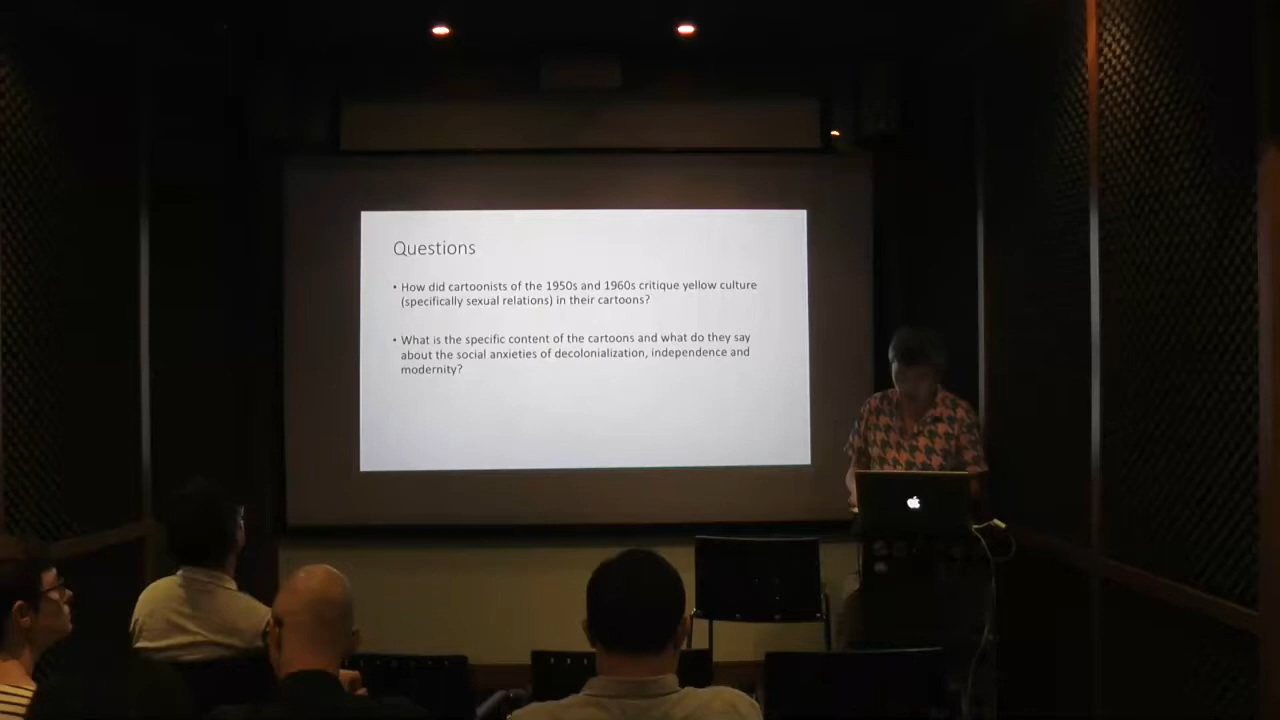 Questions
• How did cartoonists of the 1950s and 1960s critique yellow culture
(specifically sexual relations) in their cartoons?
• What is the specific content of the cartoons and what do they say
about the social anxieties of decolonialization, independence and
modernity?